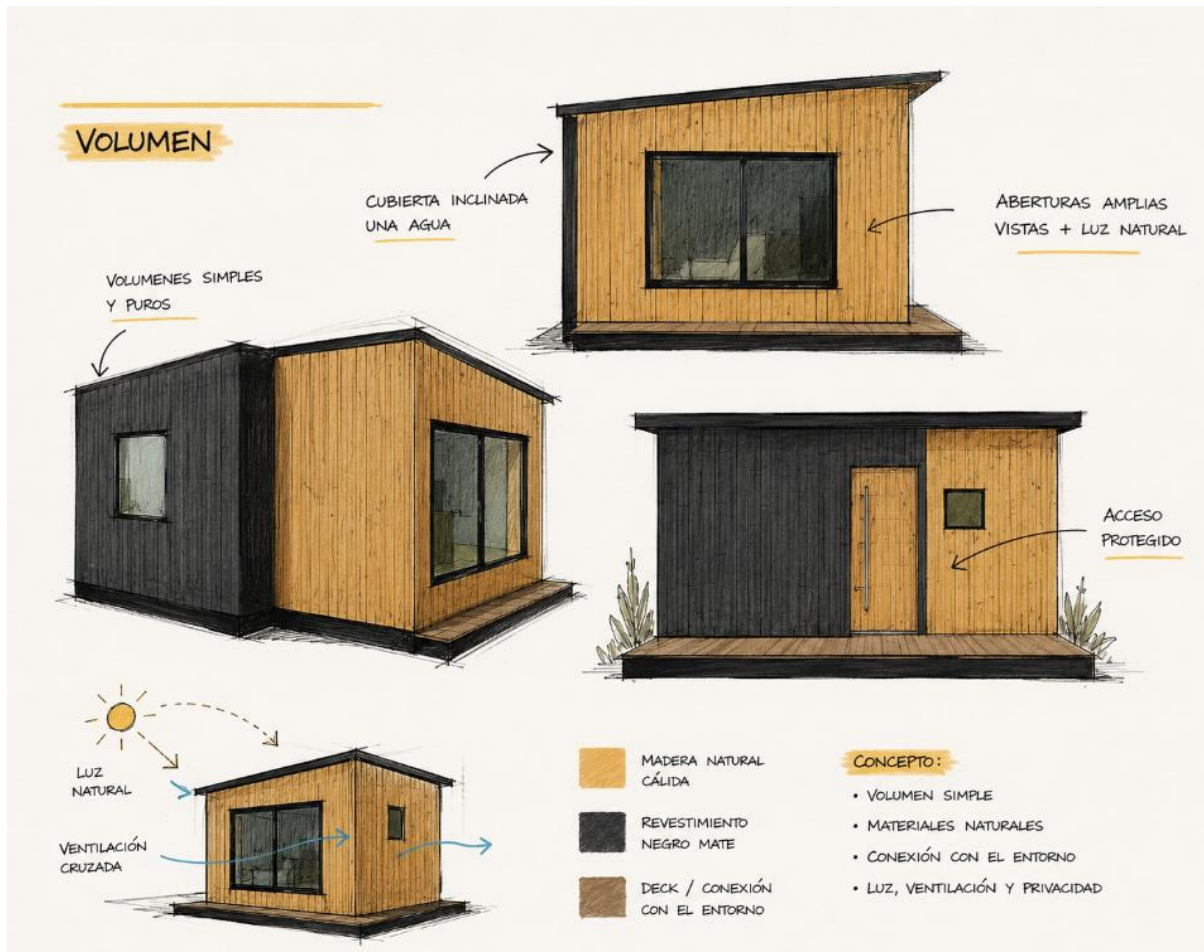 VOLUMEN
CUBIERTA INCLINADA
UNA AGUA
ABERTURAS AMPLIAS
VISTAS + LUZ NATURAL
VOLUMENES SIMPLES
Y PUROS
ACCESO
PROTEGIDO
LUZ
NATURAL
VENTILACIÓN
CRUZADA
MADERA NATURAL
CÁLIDA
REVESTIMIENTO
NEGRO MATE
DECK / CONEXIÓN
CON EL ENTORNO
CONCEPTO:
• VOLUMEN SIMPLE
• MATERIALES NATURALES
• CONEXIÓN CON EL ENTORNO
• LUZ, VENTILACIÓN Y PRIVACIDAD